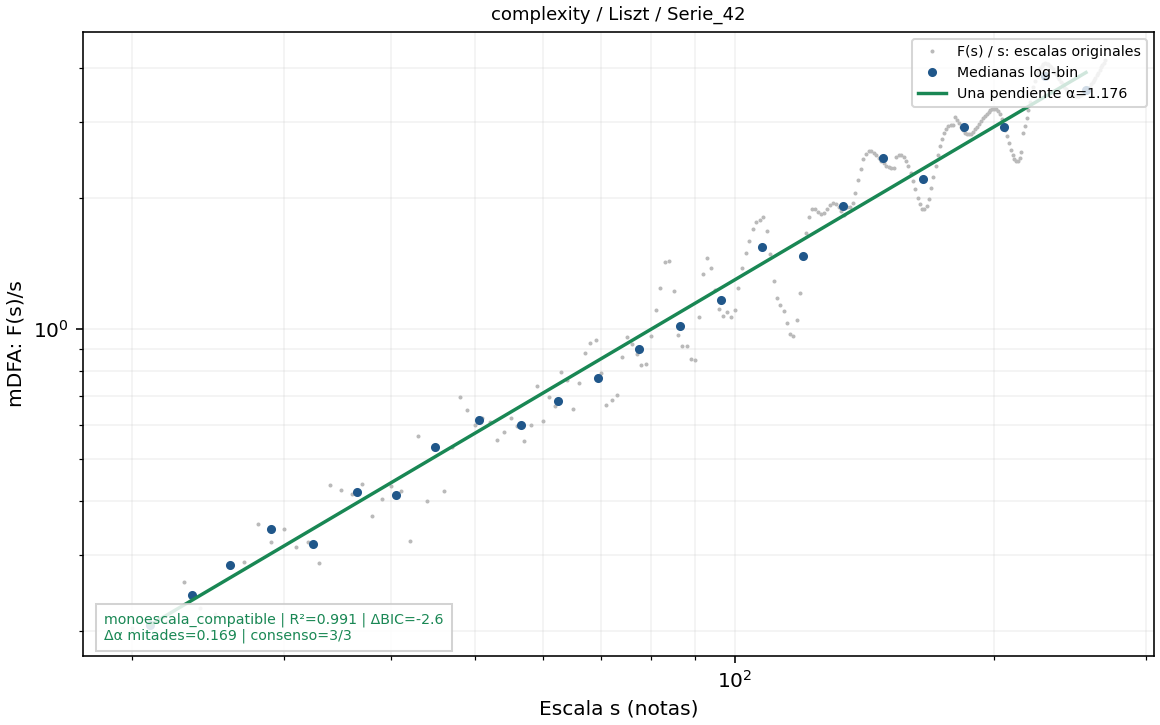 complexity / Liszt / Serie_42
F(s) / s: escalas originales
Medianas log-bin
Una pendiente α=1.176
mDFA: F(s)/s
10⁰
monoescala_compatible | R²=0.991 | ΔBIC=-2.6
Δα mitades=0.169 | consenso=3/3
10²
Escala s (notas)